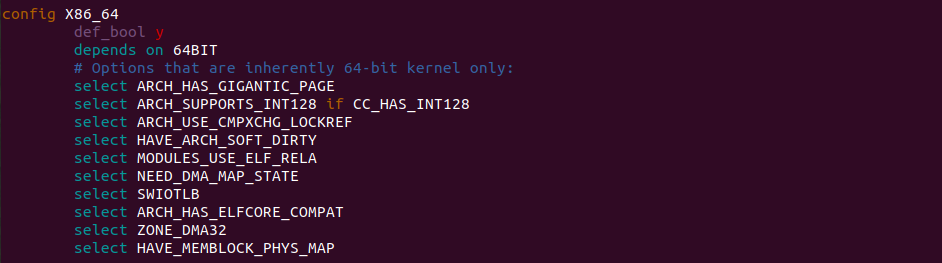 config X86_64
def_bool y
depends on 64BIT
# Options that are inherently 64-bit kernel only:
select ARCH_HAS_GIGANTIC_PAGE
select ARCH_SUPPORTS_INT128 if CC_HAS_INT128
select ARCH_USE_CMPXCHG_LOCKREF
select HAVE_ARCH_SOFT_DIRTY
select MODULES_USE_ELF_RELA
select NEED_DMA_MAP_STATE
select SWIOTLB
select ARCH_HAS_ELFCORE_COMPAT
select ZONE_DMA32
select HAVE_MEMBLOCK_PHYS_MAP